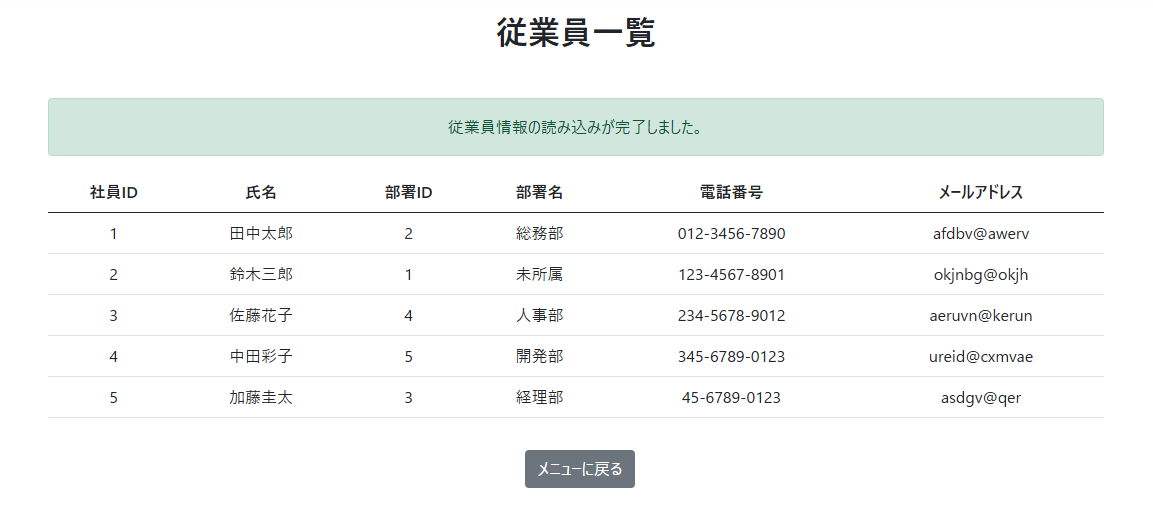 従業員一覧
従業員情報の読み込みが完了しました。
社員ID 氏名 部署ID 部署名 電話番号 メールアドレス
1 田中太郎 2 総務部 012-3456-7890 afdbv@awerv
2 鈴木三郎 1 未所属 123-4567-8901 okjnbg@okjh
3 佐藤花子 4 人事部 234-5678-9012 aeruvn@kerun
4 中田彩子 5 開発部 345-6789-0123 ureid@cxmvae
5 加藤圭太 3 経理部 45-6789-0123 asdgv@qer
メニューに戻る